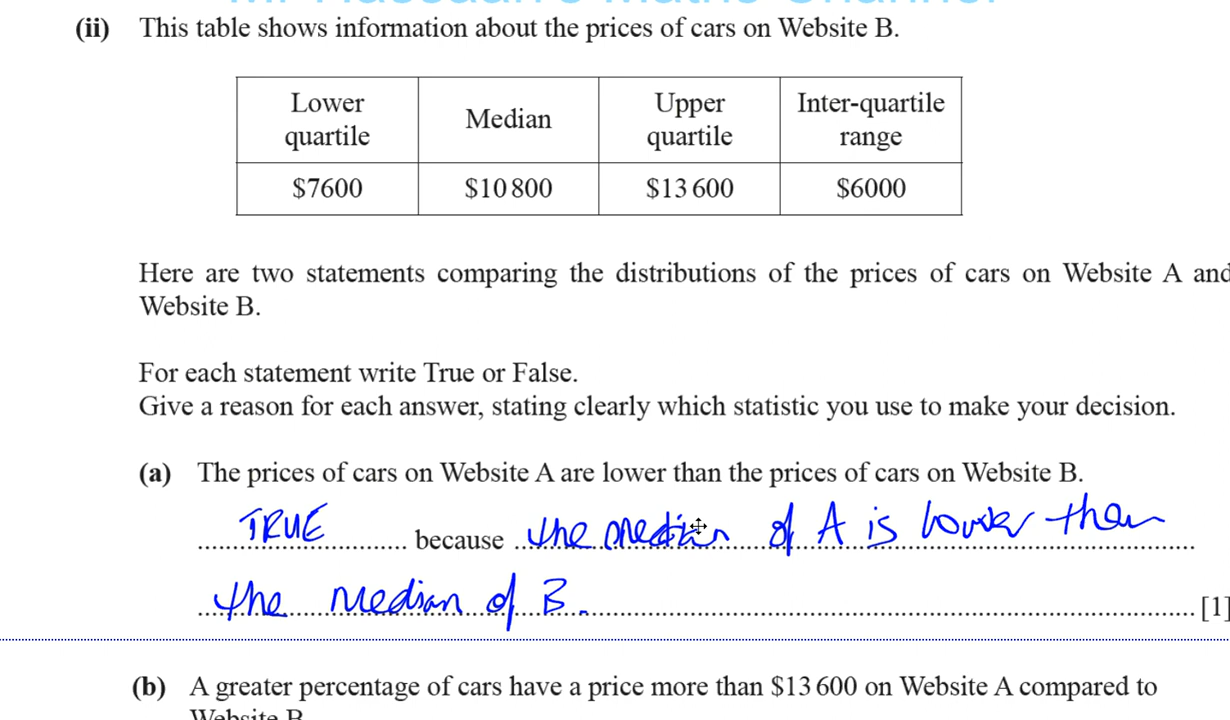 (ii) This table shows information about the prices of cars on Website B.
Lower quartile Median Upper quartile Inter-quartile range
$7600 $10 800 $13 600 $6000
Here are two statements comparing the distributions of the prices of cars on Website A and
Website B.
For each statement write True or False.
Give a reason for each answer, stating clearly which statistic you use to make your decision.
(a) The prices of cars on Website A are lower than the prices of cars on Website B.
TRUE because the median of A is lower than
the median of B. [1]
(b) A greater percentage of cars have a price more than $13 600 on Website A compared to
Website B